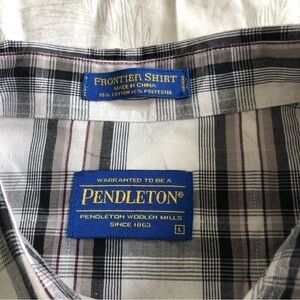 FRONTIER SHIRT
MADE IN CHINA
55% COTTON 45% POLYESTER
WARRANTED TO BE A
PENDLETON®
PENDLETON WOOLEN MILLS
SINCE 1863
L